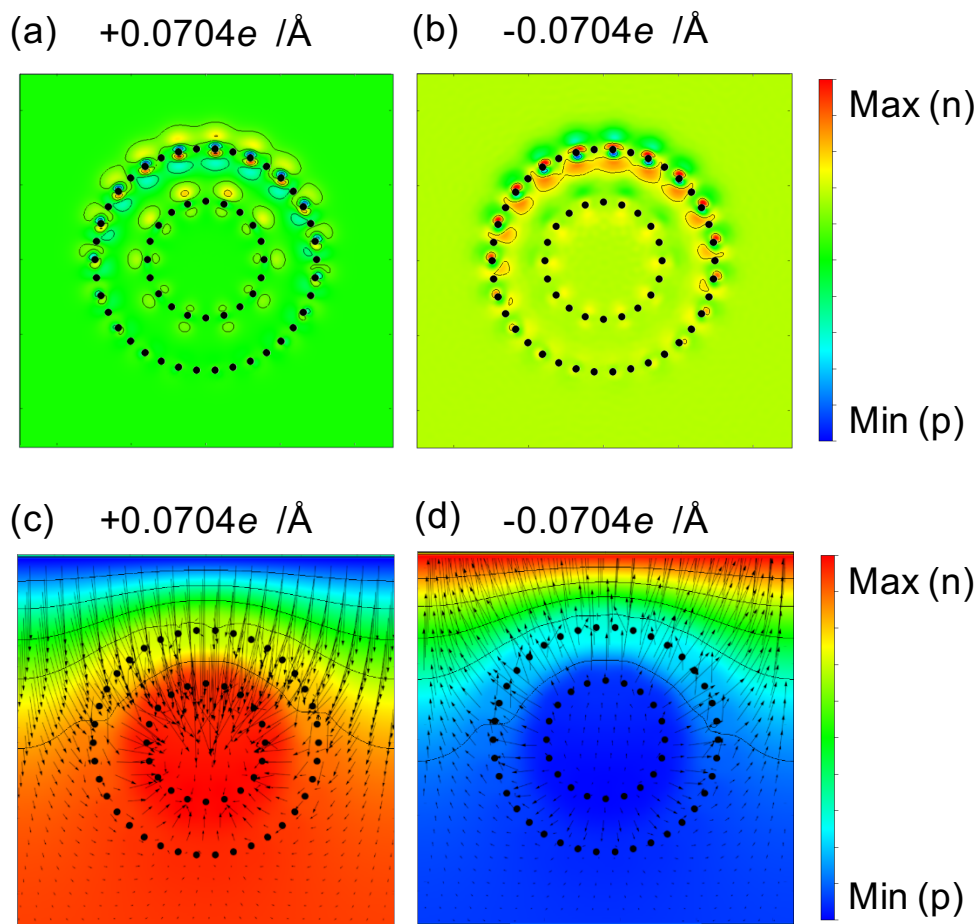 (a) +0.0704e /Å
(b) -0.0704e /Å
Max (n)
Min (p)
(c) +0.0704e /Å
(d) -0.0704e /Å
Max (n)
Min (p)